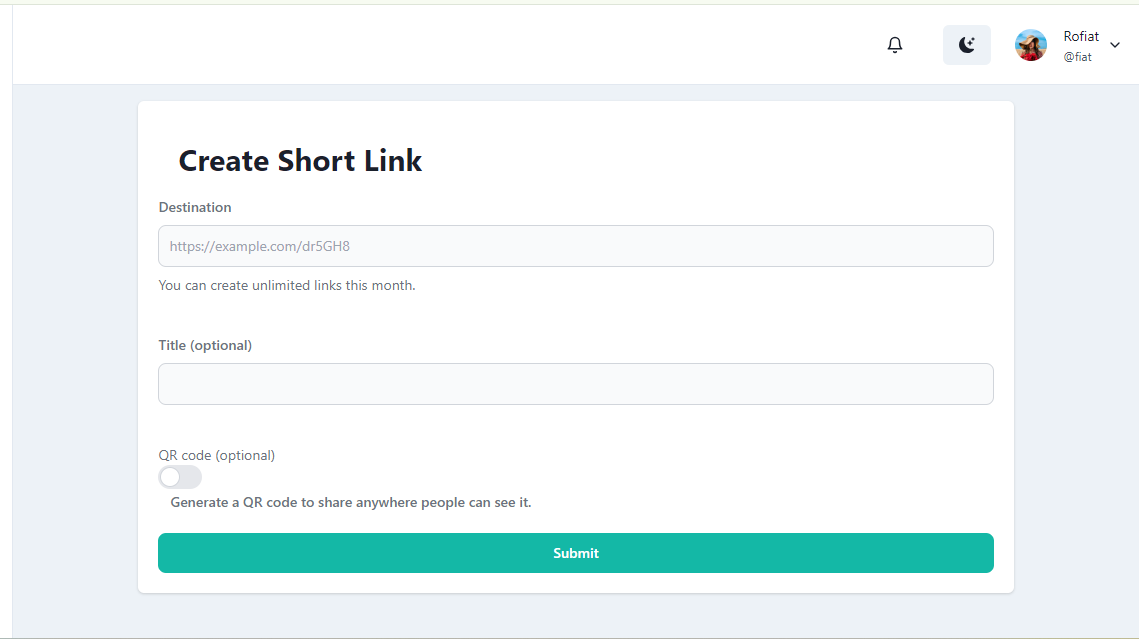 Rofiat
@fiat
Create Short Link
Destination
https://example.com/dr5GH8
You can create unlimited links this month.
Title (optional)
QR code (optional)
Generate a QR code to share anywhere people can see it.
Submit